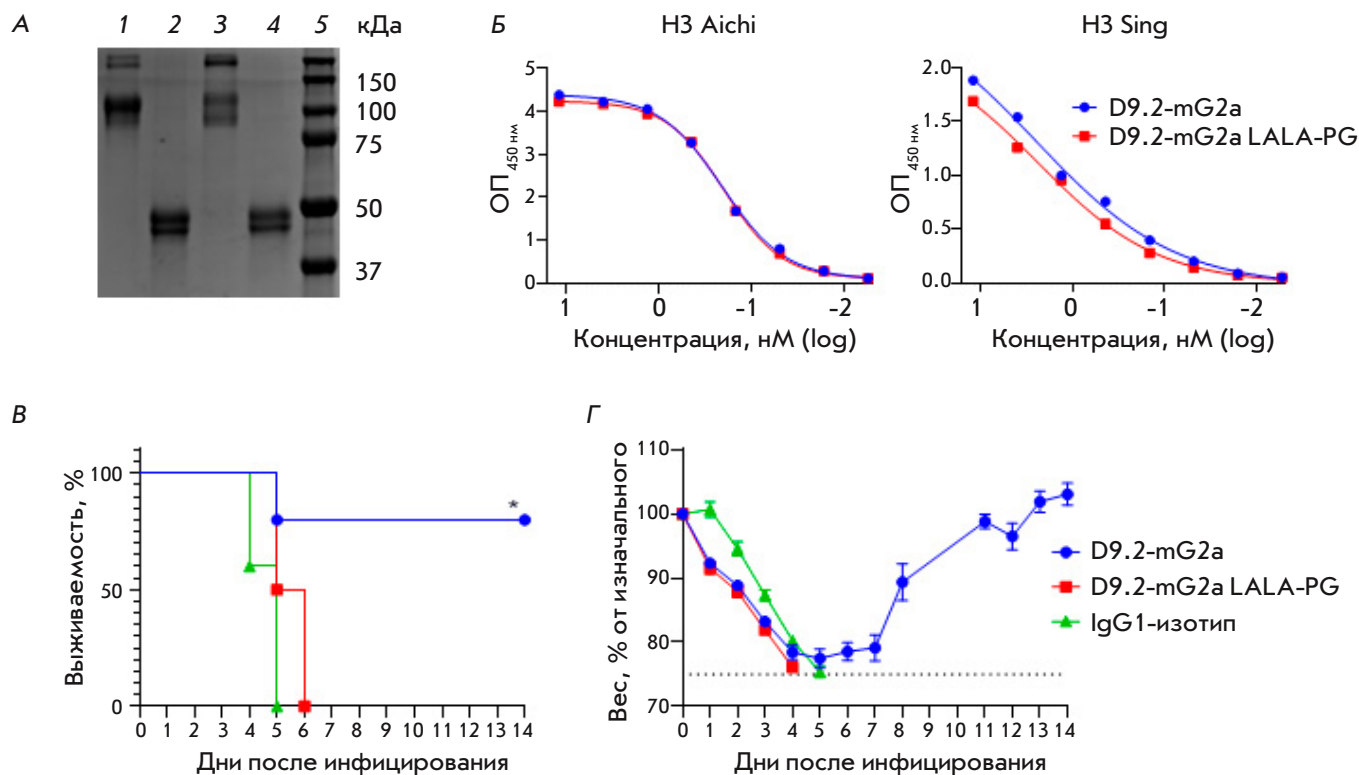 А
1 2 3 4 5 кДа
150
100
75
50
37
Б
H3 Aichi
ОП450 нм
5
4
3
2
1
0
1 0 -1 -2
Концентрация, нМ (log)
H3 Sing
ОП450 нм
2.0
1.5
1.0
0.5
0.0
1 0 -1 -2
Концентрация, нМ (log)
D9.2-mG2a
D9.2-mG2a LALA-PG
В
Выживаемость, %
100
50
0
*
0 1 2 3 4 5 6 7 8 9 10 11 12 13 14
Дни после инфицирования
Г
Вес, % от изначального
110
100
90
80
70
0 1 2 3 4 5 6 7 8 9 10 11 12 13 14
Дни после инфицирования
D9.2-mG2a
D9.2-mG2a LALA-PG
IgG1-изотип